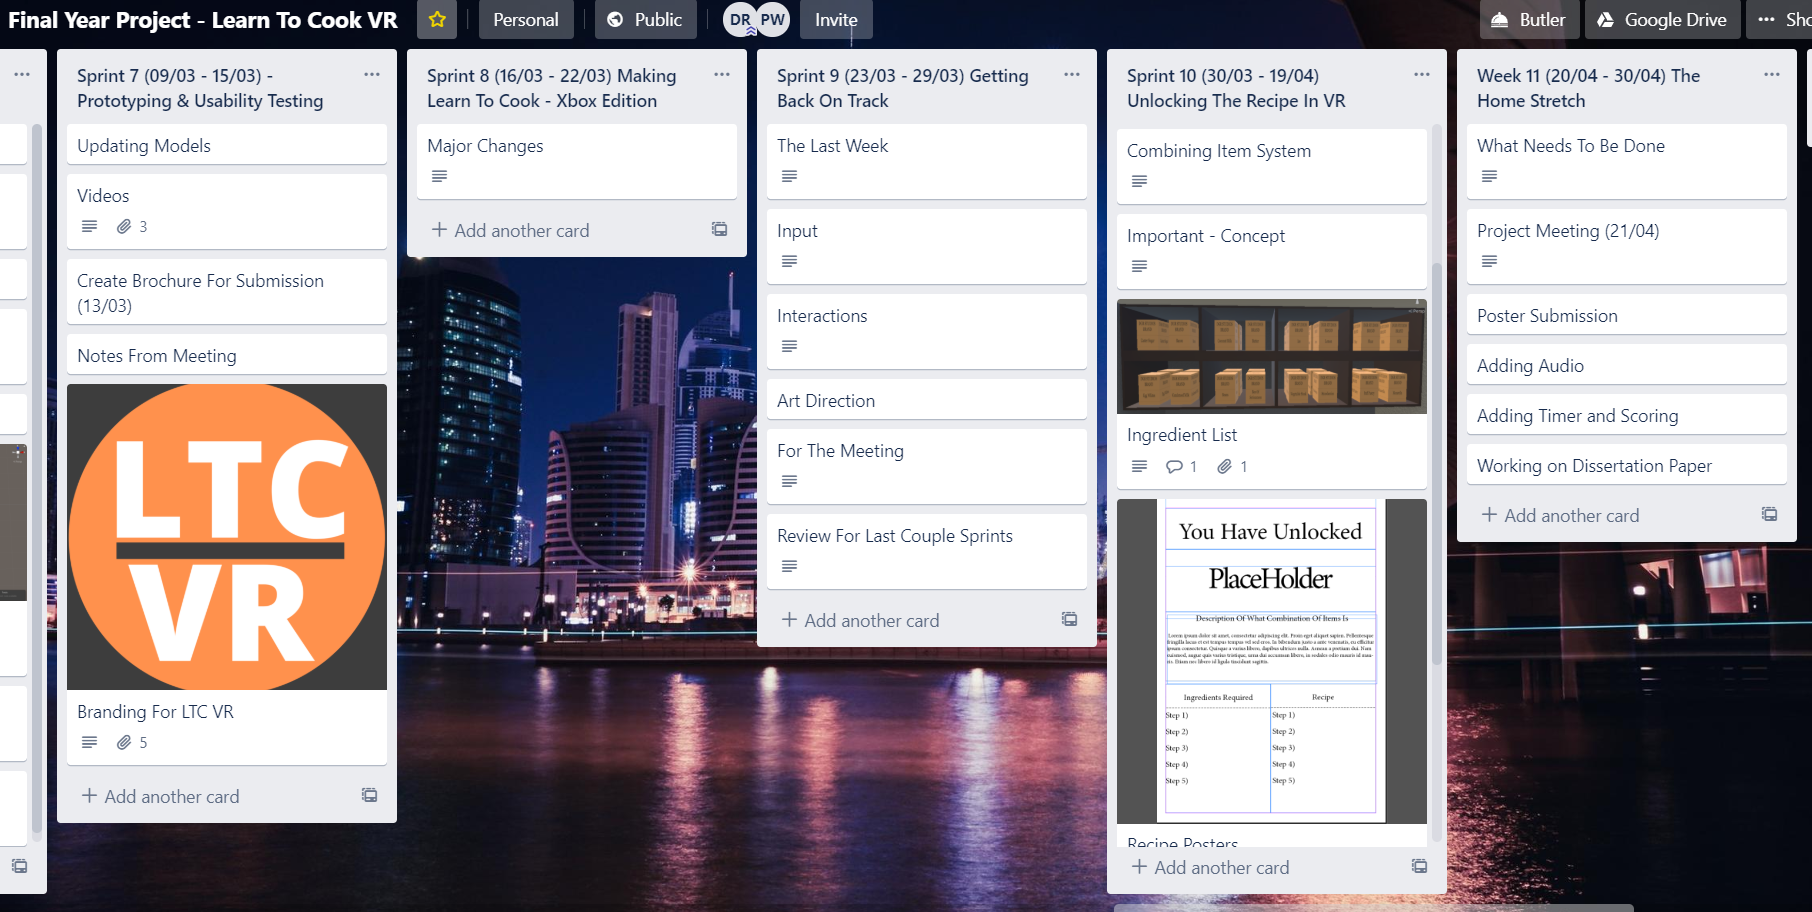 Final Year Project - Learn To Cook VR
Personal
Public
DR
PW
Invite
Butler
Google Drive
Sprint 7 (09/03 - 15/03) -
Prototyping & Usability Testing
Updating Models
Videos
3
Create Brochure For Submission
(13/03)
Notes From Meeting
LTC
VR
Branding For LTC VR
5
Add another card
Sprint 8 (16/03 - 22/03) Making
Learn To Cook - Xbox Edition
Major Changes
Add another card
Sprint 9 (23/03 - 29/03) Getting
Back On Track
The Last Week
Input
Interactions
Art Direction
For The Meeting
Review For Last Couple Sprints
Add another card
Sprint 10 (30/03 - 19/04)
Unlocking The Recipe In VR
Combining Item System
Important - Concept
Ingredient List
1
1
You Have Unlocked
PlaceHolder
Description Of What Combination Of Items Is
Ingredients Required
Recipe
Step 1)
Step 1)
Step 2)
Step 2)
Step 3)
Step 3)
Step 4)
Step 4)
Step 5)
Step 5)
Recipe Posters
Add another card
Week 11 (20/04 - 30/04) The
Home Stretch
What Needs To Be Done
Project Meeting (21/04)
Poster Submission
Adding Audio
Adding Timer and Scoring
Working on Dissertation Paper
Add another card